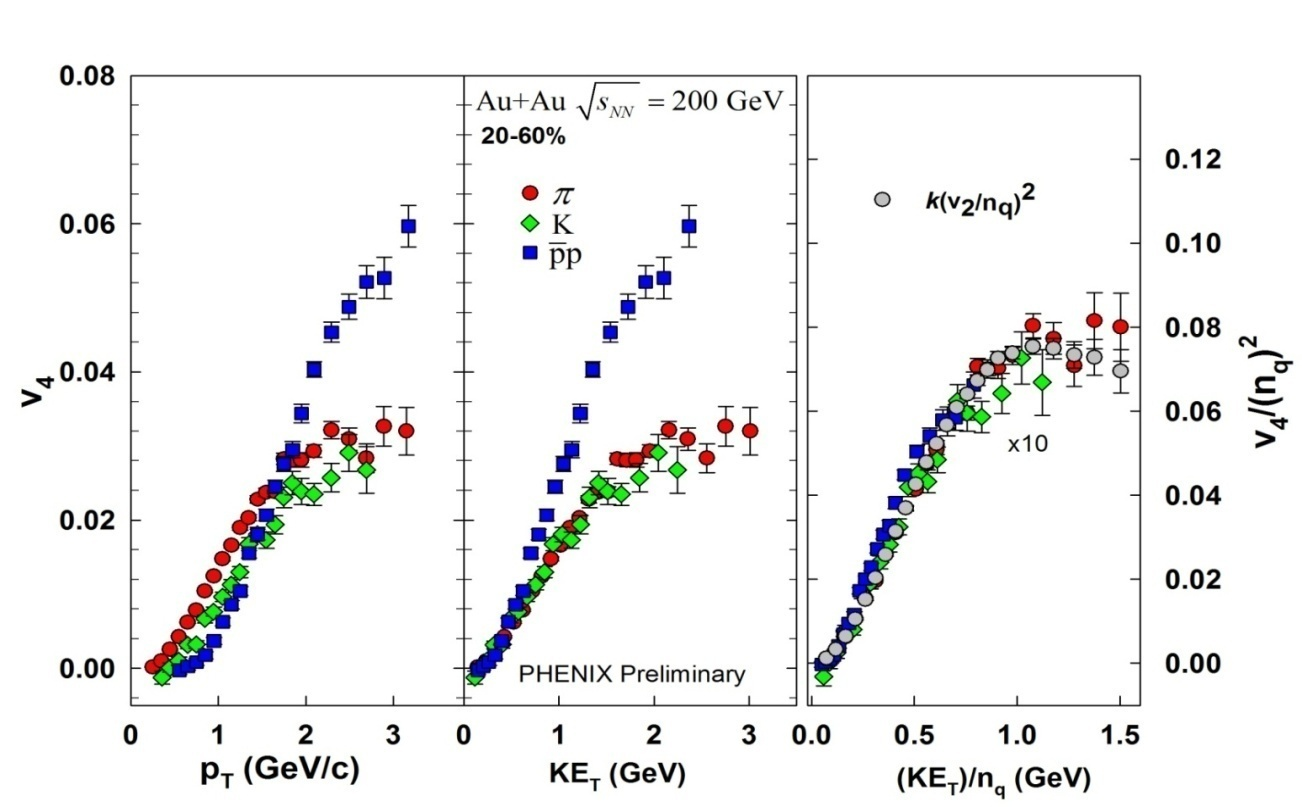 v4
0.08
0.06
0.04
0.02
0.00
0 1 2 3
pT (GeV/c)
Au+Au √sNN = 200 GeV
20-60%
π
K
p̅p
PHENIX Preliminary
0 1 2 3
KET (GeV)
k(v2/nq)2
x10
0.0 0.5 1.0 1.5
(KET)/nq (GeV)
0.12
0.10
0.08
0.06
0.04
0.02
0.00
v4/(nq)2